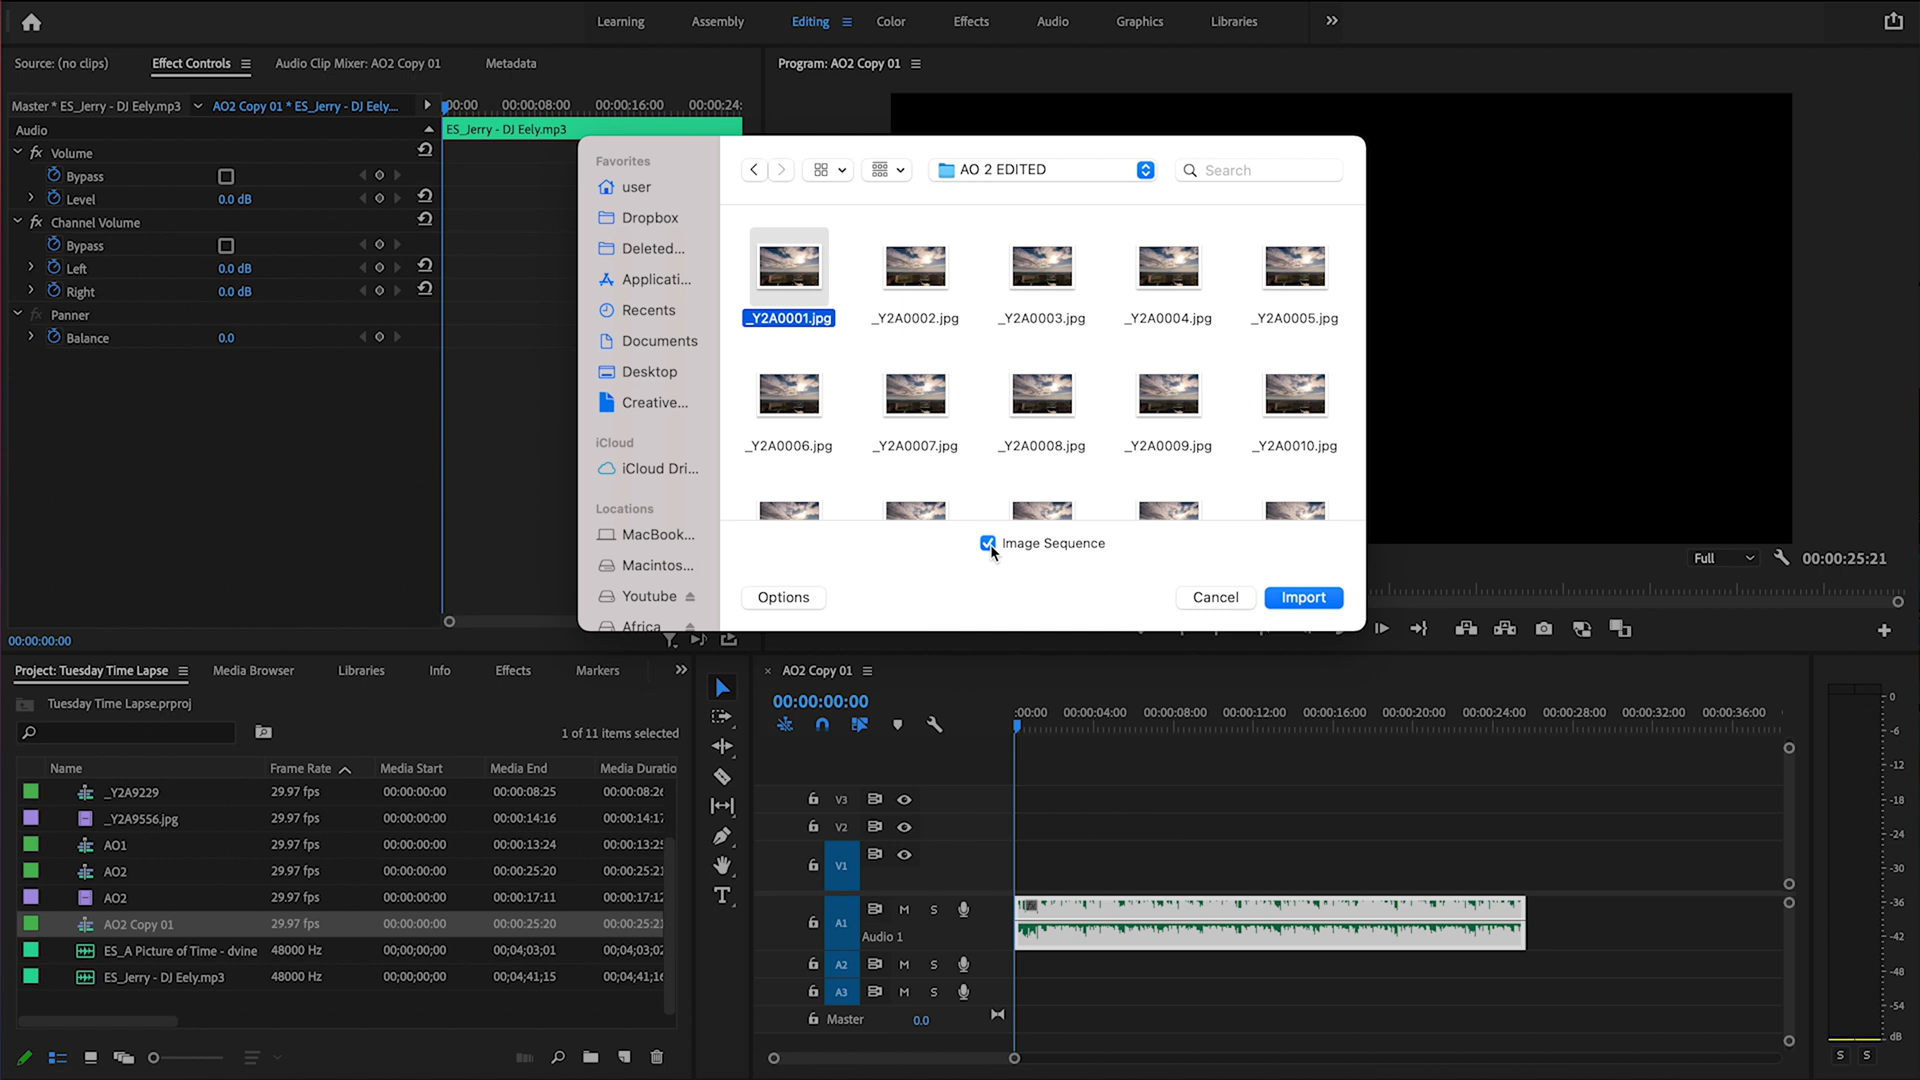 Learning Assembly Editing Color Effects Audio Graphics Libraries
Source: (no clips) Effect Controls Audio Clip Mixer: AO2 Copy 01 Metadata
Program: AO2 Copy 01
Master * ES_Jerry - DJ Eely.mp3 AO2 Copy 01 * ES_Jerry - DJ Eely....
:00:00 00:00:08:00 00:00:16:00 00:00:24:
Audio
ES_Jerry - DJ Eely.mp3
fx Volume
Bypass
Level 0.0 dB
fx Channel Volume
Bypass
Left 0.0 dB
Right 0.0 dB
fx Panner
Balance 0.0
00:00:00:00
Favorites
user
Dropbox
Deleted...
Applicati...
Recents
Documents
Desktop
Creative...
iCloud
iCloud Dri...
Locations
MacBook...
Macintos...
Youtube
Africa
AO 2 EDITED
Search
_Y2A0001.jpg _Y2A0002.jpg _Y2A0003.jpg _Y2A0004.jpg _Y2A0005.jpg
_Y2A0006.jpg _Y2A0007.jpg _Y2A0008.jpg _Y2A0009.jpg _Y2A0010.jpg
Image Sequence
Options Cancel Import
Full 00:00:25:21
Project: Tuesday Time Lapse Media Browser Libraries Info Effects Markers
Tuesday Time Lapse.prproj
1 of 11 items selected
Name Frame Rate Media Start Media End Media Duratio
_Y2A9229 29.97 fps 00:00:00:00 00:00:08:25 00:00:08:26
_Y2A9556.jpg 29.97 fps 00:00:00:00 00:00:14:16 00:00:14:17
AO1 29.97 fps 00:00:00:00 00:00:13:24 00:00:13:25
AO2 29.97 fps 00:00:00:00 00:00:25:20 00:00:25:21
AO2 29.97 fps 00:00:00:00 00:00:17:11 00:00:17:12
AO2 Copy 01 29.97 fps 00:00:00:00 00:00:25:20 00:00:25:21
ES_A Picture of Time - dvine 48000 Hz 00;00;00;00 00;04;03;01 00;04;03;02
ES_Jerry - DJ Eely.mp3 48000 Hz 00;00;00;00 00;04;41;15 00;04;41;16
AO2 Copy 01
00:00:00:00
:00:00 00:00:04:00 00:00:08:00 00:00:12:00 00:00:16:00 00:00:20:00 00:00:24:00 00:00:28:00 00:00:32:00 00:00:36:00
V3
V2
V1
A1 M S
Audio 1
A2 M S
A3 M S
Master 0.0
T
0
-6
-12
-18
-24
-30
-36
-42
-48
-54
dB
S S